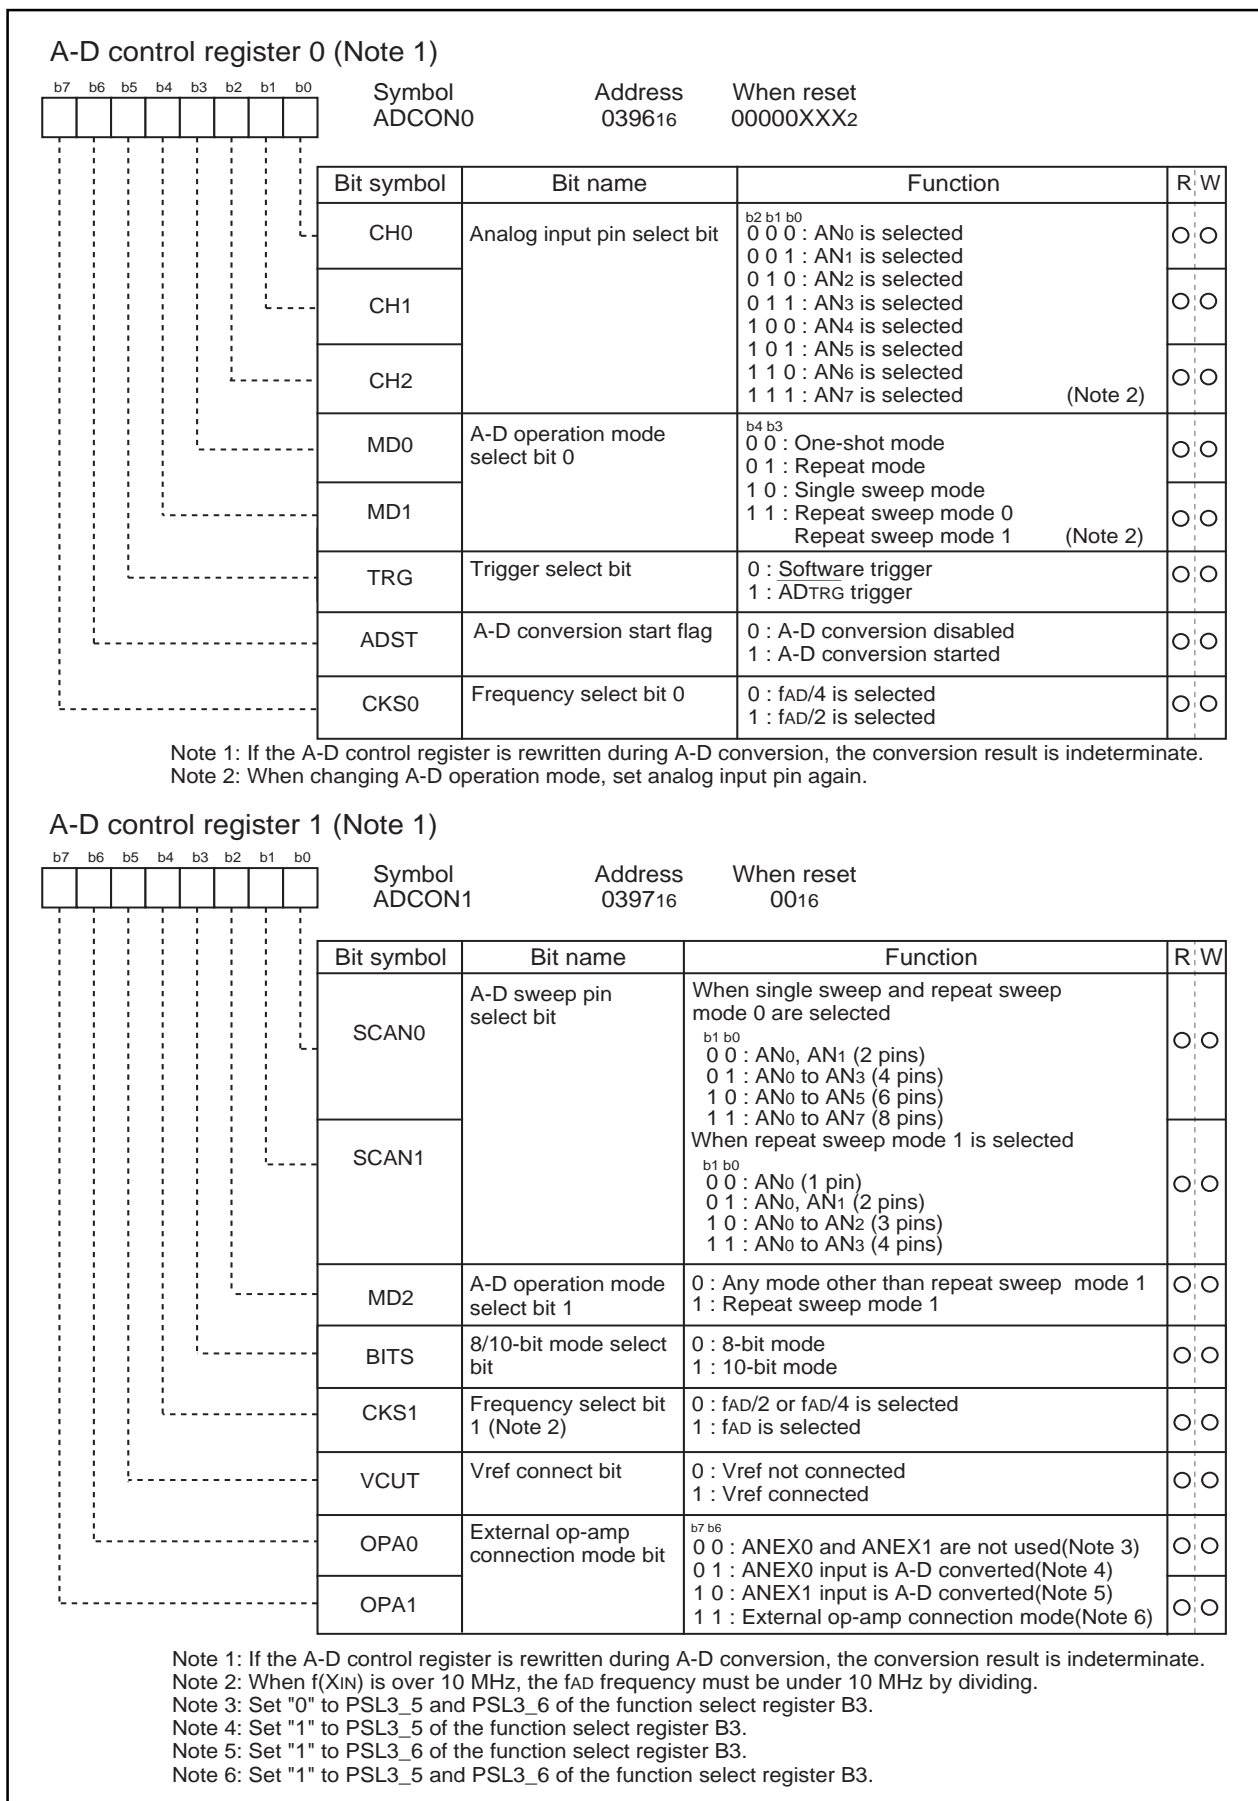 A-D control register 0 (Note 1)
b7 b6 b5 b4 b3 b2 b1 b0
Symbol Address When reset
ADCON0 039616 00000XXX2
Bit symbol Bit name Function R W
CH0 Analog input pin select bit
b2 b1 b0
0 0 0 : AN0 is selected
0 0 1 : AN1 is selected
0 1 0 : AN2 is selected
CH1
0 1 1 : AN3 is selected
1 0 0 : AN4 is selected
1 0 1 : AN5 is selected
CH2
1 1 0 : AN6 is selected
1 1 1 : AN7 is selected (Note 2)
MD0 A-D operation mode
select bit 0
b4 b3
0 0 : One-shot mode
0 1 : Repeat mode
MD1
1 0 : Single sweep mode
1 1 : Repeat sweep mode 0
Repeat sweep mode 1 (Note 2)
TRG Trigger select bit
0 : Software trigger
1 : ADTRG trigger
ADST A-D conversion start flag
0 : A-D conversion disabled
1 : A-D conversion started
CKS0 Frequency select bit 0
0 : fAD/4 is selected
1 : fAD/2 is selected
Note 1: If the A-D control register is rewritten during A-D conversion, the conversion result is indeterminate.
Note 2: When changing A-D operation mode, set analog input pin again.
A-D control register 1 (Note 1)
b7 b6 b5 b4 b3 b2 b1 b0
Symbol Address When reset
ADCON1 039716 0016
Bit symbol Bit name Function R W
SCAN0 A-D sweep pin
select bit
When single sweep and repeat sweep
mode 0 are selected
b1 b0
0 0 : AN0, AN1 (2 pins)
0 1 : AN0 to AN3 (4 pins)
1 0 : AN0 to AN5 (6 pins)
1 1 : AN0 to AN7 (8 pins)
SCAN1
When repeat sweep mode 1 is selected
b1 b0
0 0 : AN0 (1 pin)
0 1 : AN0, AN1 (2 pins)
1 0 : AN0 to AN2 (3 pins)
1 1 : AN0 to AN3 (4 pins)
MD2 A-D operation mode
select bit 1
0 : Any mode other than repeat sweep mode 1
1 : Repeat sweep mode 1
BITS 8/10-bit mode select
bit
0 : 8-bit mode
1 : 10-bit mode
CKS1 Frequency select bit
1 (Note 2)
0 : fAD/2 or fAD/4 is selected
1 : fAD is selected
VCUT Vref connect bit
0 : Vref not connected
1 : Vref connected
OPA0 External op-amp
connection mode bit
b7 b6
0 0 : ANEX0 and ANEX1 are not used(Note 3)
0 1 : ANEX0 input is A-D converted(Note 4)
OPA1
1 0 : ANEX1 input is A-D converted(Note 5)
1 1 : External op-amp connection mode(Note 6)
Note 1: If the A-D control register is rewritten during A-D conversion, the conversion result is indeterminate.
Note 2: When f(XIN) is over 10 MHz, the fAD frequency must be under 10 MHz by dividing.
Note 3: Set "0" to PSL3_5 and PSL3_6 of the function select register B3.
Note 4: Set "1" to PSL3_5 of the function select register B3.
Note 5: Set "1" to PSL3_6 of the function select register B3.
Note 6: Set "1" to PSL3_5 and PSL3_6 of the function select register B3.